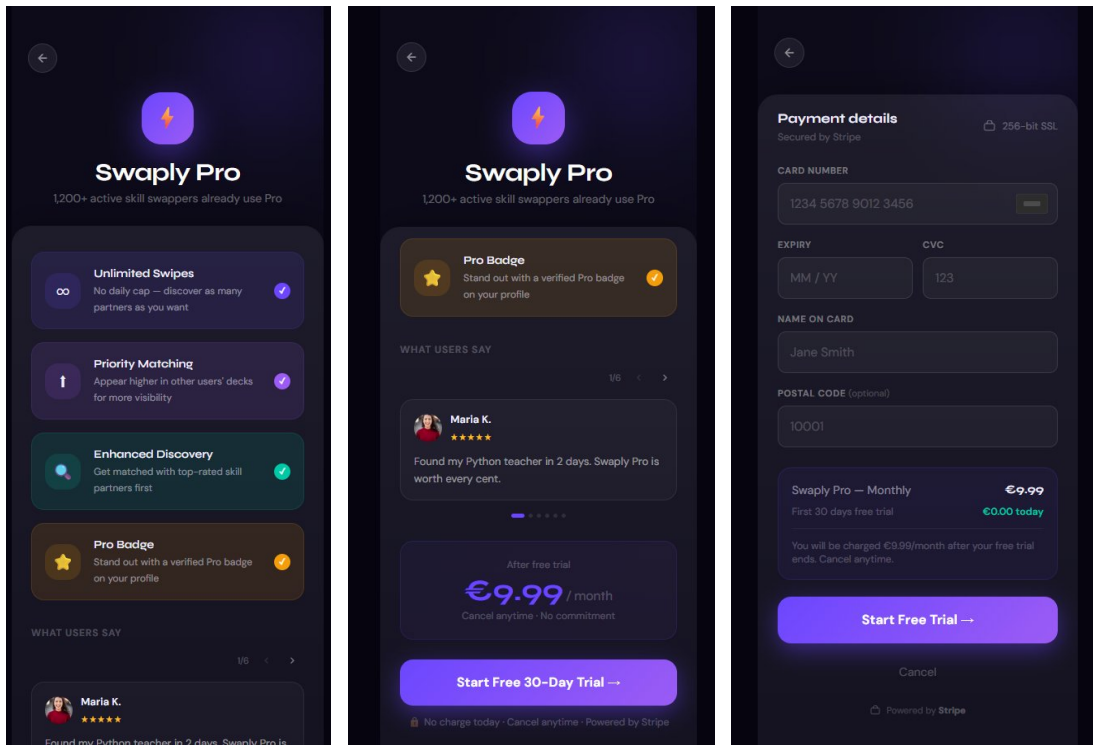 Swaply Pro
1,200+ active skill swappers already use Pro
Unlimited Swipes
No daily cap — discover as many
partners as you want
Priority Matching
Appear higher in other users' decks
for more visibility
Enhanced Discovery
Get matched with top-rated skill
partners first
Pro Badge
Stand out with a verified Pro badge
on your profile
WHAT USERS SAY
1/6
Maria K.
Found my Python teacher in 2 days. Swaply Pro is
Swaply Pro
1,200+ active skill swappers already use Pro
Pro Badge
Stand out with a verified Pro badge
on your profile
WHAT USERS SAY
1/6
Maria K.
Found my Python teacher in 2 days. Swaply Pro is
worth every cent.
After free trial
€9.99 / month
Cancel anytime · No commitment
Start Free 30-Day Trial →
No charge today · Cancel anytime · Powered by Stripe
Payment details
Secured by Stripe
256-bit SSL
CARD NUMBER
1234 5678 9012 3456
EXPIRY
CVC
MM / YY
123
NAME ON CARD
Jane Smith
POSTAL CODE (optional)
10001
Swaply Pro — Monthly
€9.99
First 30 days free trial
€0.00 today
You will be charged €9.99/month after your free trial
ends. Cancel anytime.
Start Free Trial →
Cancel
Powered by Stripe